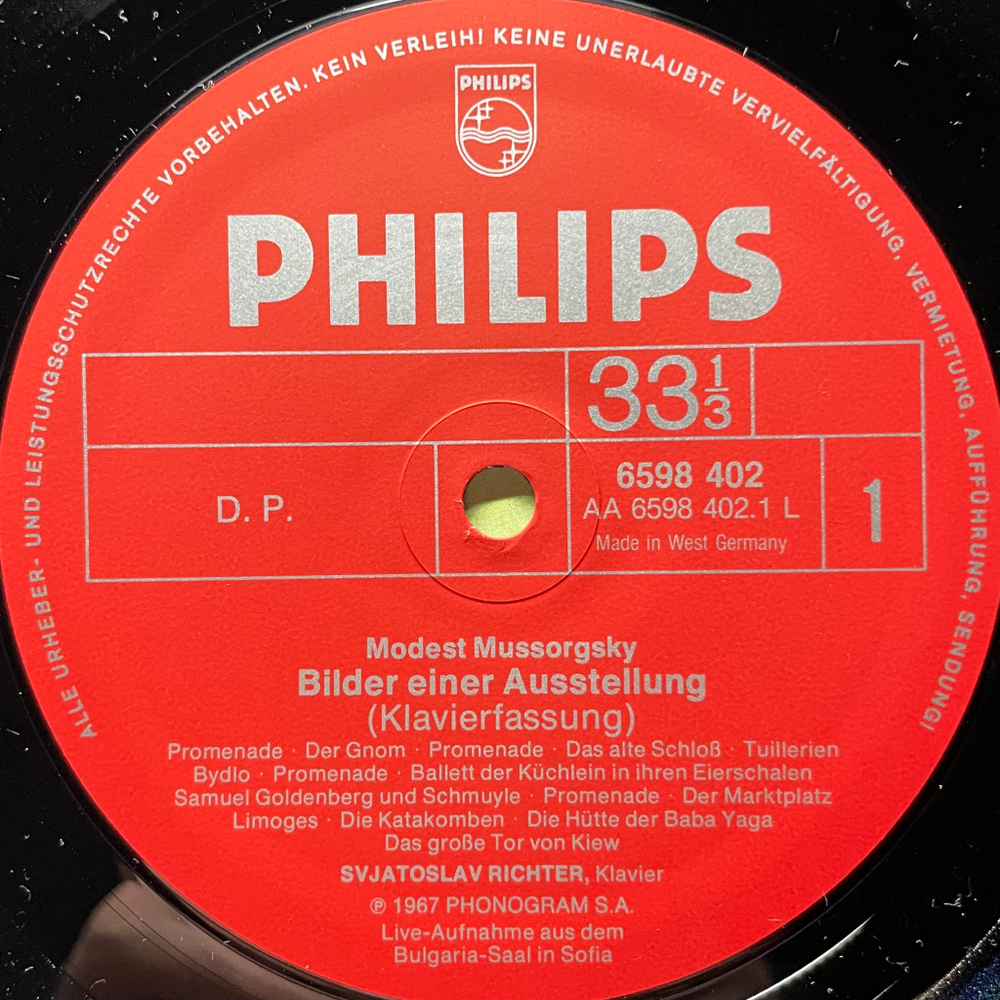 ALLE URHEBER- UND LEISTUNGSSCHUTZRECHTE VORBEHALTEN. KEIN VERLEIH! KEINE UNERLAUBTE VERVIELFÄLTIGUNG, VERMIETUNG, AUFFÜHRUNG, SENDUNG!
PHILIPS
PHILIPS
33 1/3
D. P.
6598 402
AA 6598 402.1 L
Made in West Germany
1
Modest Mussorgsky
Bilder einer Ausstellung
(Klavierfassung)
Promenade · Der Gnom · Promenade · Das alte Schloß · Tuillerien
Bydlo · Promenade · Ballett der Küchlein in ihren Eierschalen
Samuel Goldenberg und Schmuyle · Promenade · Der Marktplatz
Limoges · Die Katakomben · Die Hütte der Baba Yaga
Das große Tor von Kiew
SVJATOSLAV RICHTER, Klavier
℗ 1967 PHONOGRAM S.A.
Live-Aufnahme aus dem
Bulgaria-Saal in Sofia